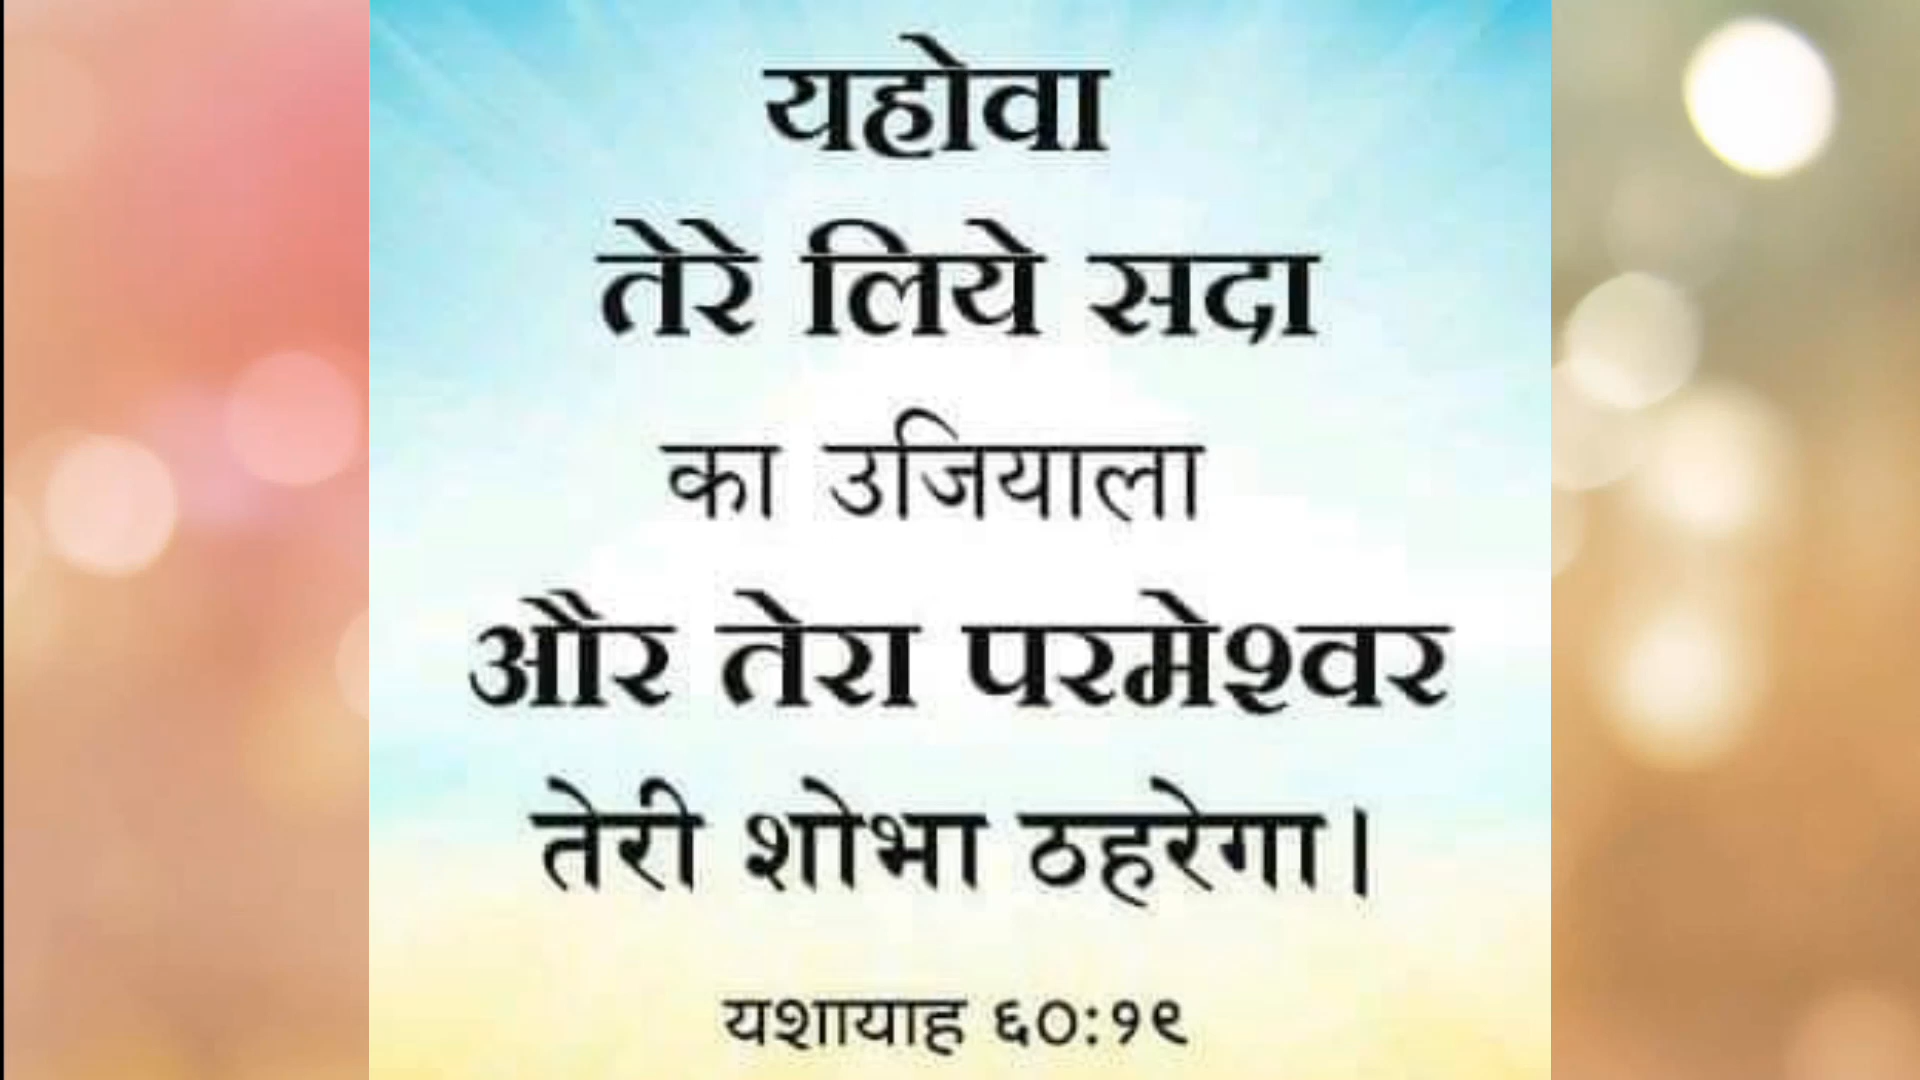 यहोवा
तेरे लिये सदा
का उजियाला
और तेरा परमेश्वर
तेरी शोभा ठहरेगा।
यशायाह ६०:१९